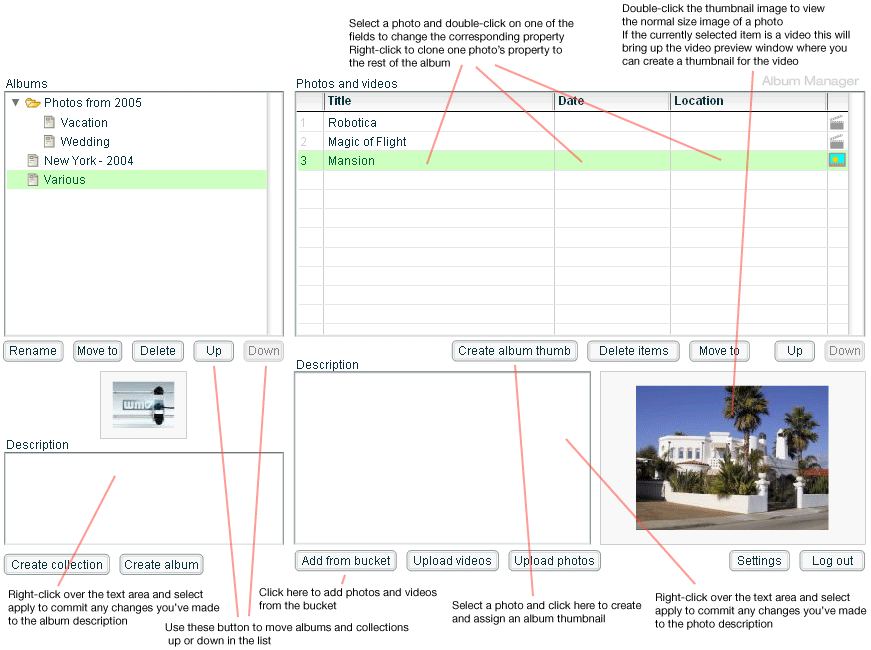 Select a photo and double-click on one of the
fields to change the corresponding property
Right-click to clone one photo's property to
the rest of the album
Double-click the thumbnail image to view
the normal size image of a photo
If the currently selected item is a video this will
bring up the video preview window where you
can create a thumbnail for the video
Albums
Photos and videos
Album Manager
Photos from 2005
Vacation
Wedding
New York - 2004
Various
Title Date Location
1 Robotica
2 Magic of Flight
3 Mansion
Rename Move to Delete Up Down
Create album thumb Delete items Move to Up Down
Description
wmv
Description
Create collection Create album
Add from bucket Upload videos Upload photos
Settings Log out
Right-click over the text area and select
apply to commit any changes you've made
to the album description
Use these button to move albums and collections
up or down in the list
Click here to add photos and videos
from the bucket
Select a photo and click here to create
and assign an album thumbnail
Right-click over the text area and select
apply to commit any changes you've made
to the photo description